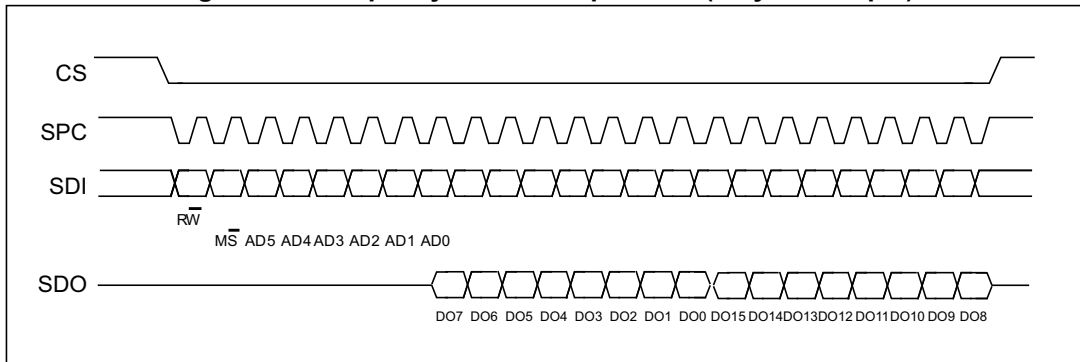 CS
SPC
SDI
RW
MS AD5 AD4 AD3 AD2 AD1 AD0
SDO
DO7 DO6 DO5 DO4 DO3 DO2 DO1 DO0 DO15 DO14 DO13 DO12 DO11 DO10 DO9 DO8